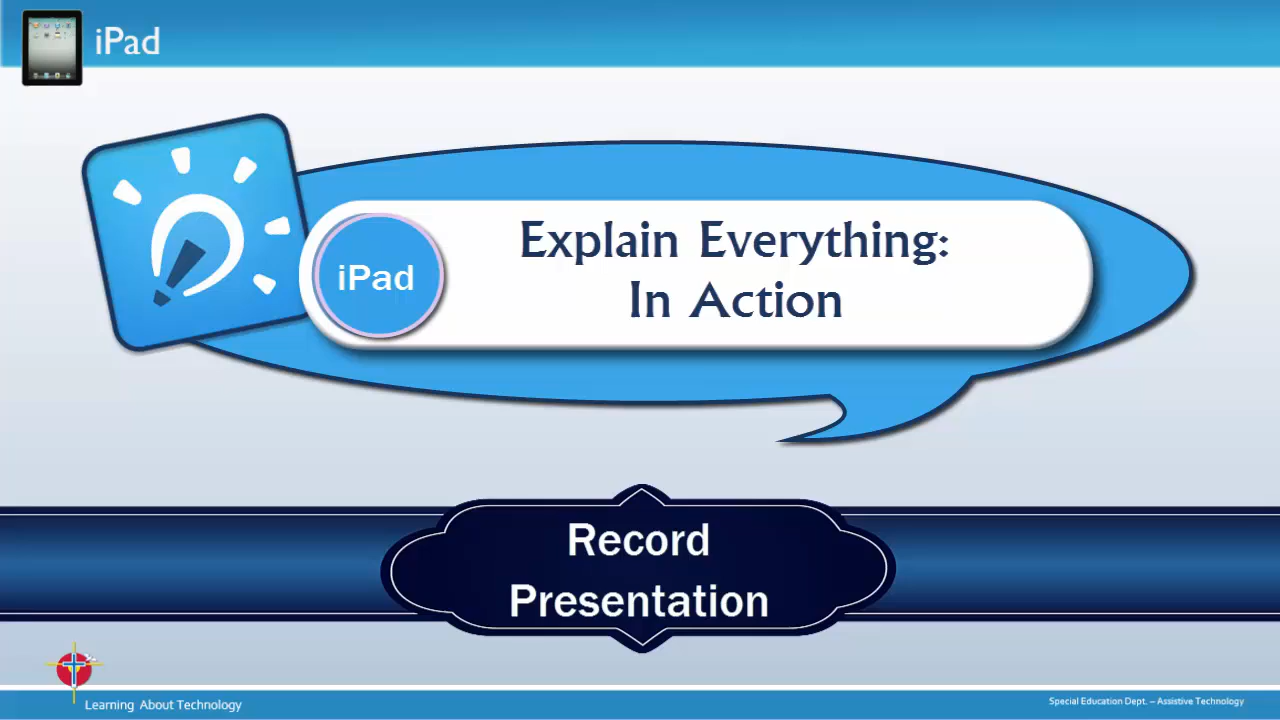 iPad
iPad
Explain Everything:
In Action
Record
Presentation
Learning About Technology
Special Education Dept. – Assistive Technology